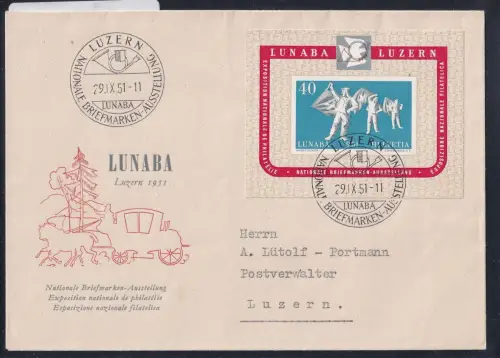 LUZERN
NATIONALE BRIEFMARKEN-AUSSTELLUNG
29.IX.51-11
LUNABA
LUNABA LUZERN
EXPOSITION NATIONALE DE PHILATELIE
ESPOSIZIONE NAZIONALE FILATELICA
40
LUNABA HELVETIA
NATIONALE BRIEFMARKEN-AUSSTELLUNG
LUZERN
NATIONALE BRIEFMARKEN-AUSSTELLUNG
29.IX.51-11
LUNABA
LUNABA
Luzern 1951
Nationale Briefmarken-Ausstellung
Exposition nationale de philatélie
Esposizione nazionale filatelica
Herrn
A. Lütolf - Portmann
Postverwalter
Luzern.